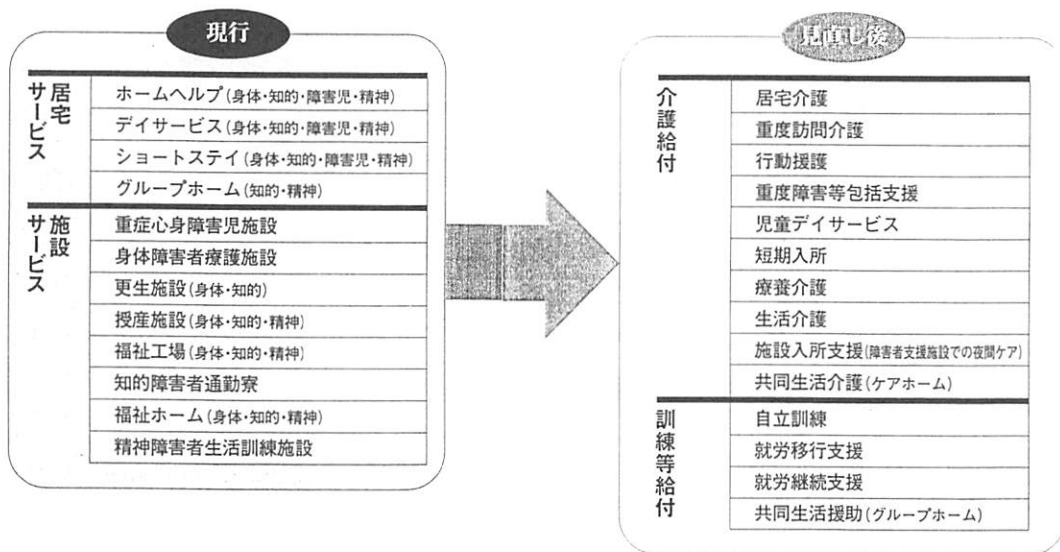 現行
居宅サービス
ホームヘルプ(身体・知的・障害児・精神)
デイサービス(身体・知的・障害児・精神)
ショートステイ(身体・知的・障害児・精神)
グループホーム(知的・精神)
施設サービス
重症心身障害児施設
身体障害者療護施設
更生施設(身体・知的)
授産施設(身体・知的・精神)
福祉工場(身体・知的・精神)
知的障害者通勤寮
福祉ホーム(身体・知的・精神)
精神障害者生活訓練施設
見直し後
介護給付
居宅介護
重度訪問介護
行動援護
重度障害等包括支援
児童デイサービス
短期入所
療養介護
生活介護
施設入所支援(障害者支援施設での夜間ケア)
共同生活介護(ケアホーム)
訓練等給付
自立訓練
就労移行支援
就労継続支援
共同生活援助(グループホーム)